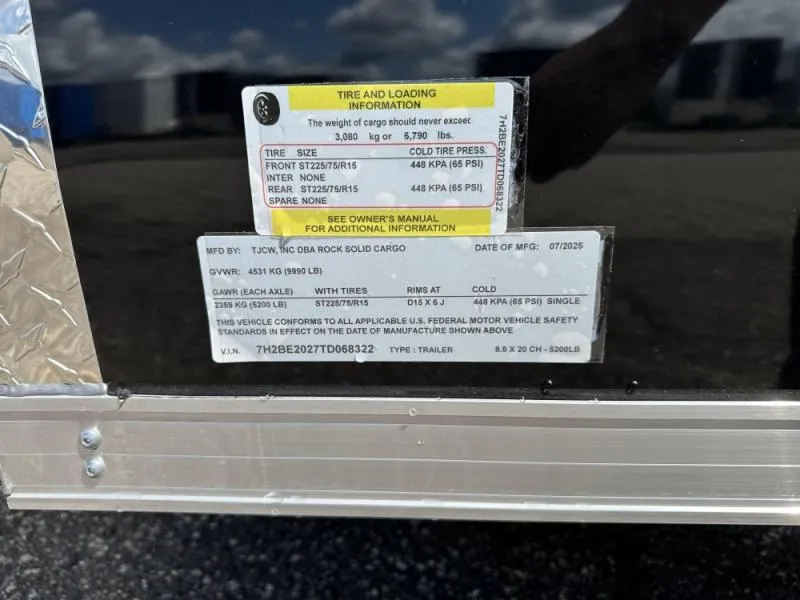 TIRE AND LOADING
INFORMATION
The weight of cargo should never exceed
3,080 kg or 6,790 lbs.
TIRE SIZE COLD TIRE PRESS.
FRONT ST225/75/R15 448 KPA (65 PSI)
INTER NONE
REAR ST225/75/R15 448 KPA (65 PSI)
SPARE NONE
SEE OWNER'S MANUAL
FOR ADDITIONAL INFORMATION
7H2BE2027TD068322
MFD BY: TJCW, INC DBA ROCK SOLID CARGO DATE OF MFG: 07/2025
GVWR: 4531 KG (9990 LB)
GAWR (EACH AXLE) WITH TIRES RIMS AT COLD
2359 KG (5200 LB) ST225/75/R15 D15 X 6 J 448 KPA (65 PSI) SINGLE
THIS VEHICLE CONFORMS TO ALL APPLICABLE U.S. FEDERAL MOTOR VEHICLE SAFETY
STANDARDS IN EFFECT ON THE DATE OF MANUFACTURE SHOWN ABOVE
V.I.N. 7H2BE2027TD068322 TYPE : TRAILER 8.5 X 20 CH - 5200LB